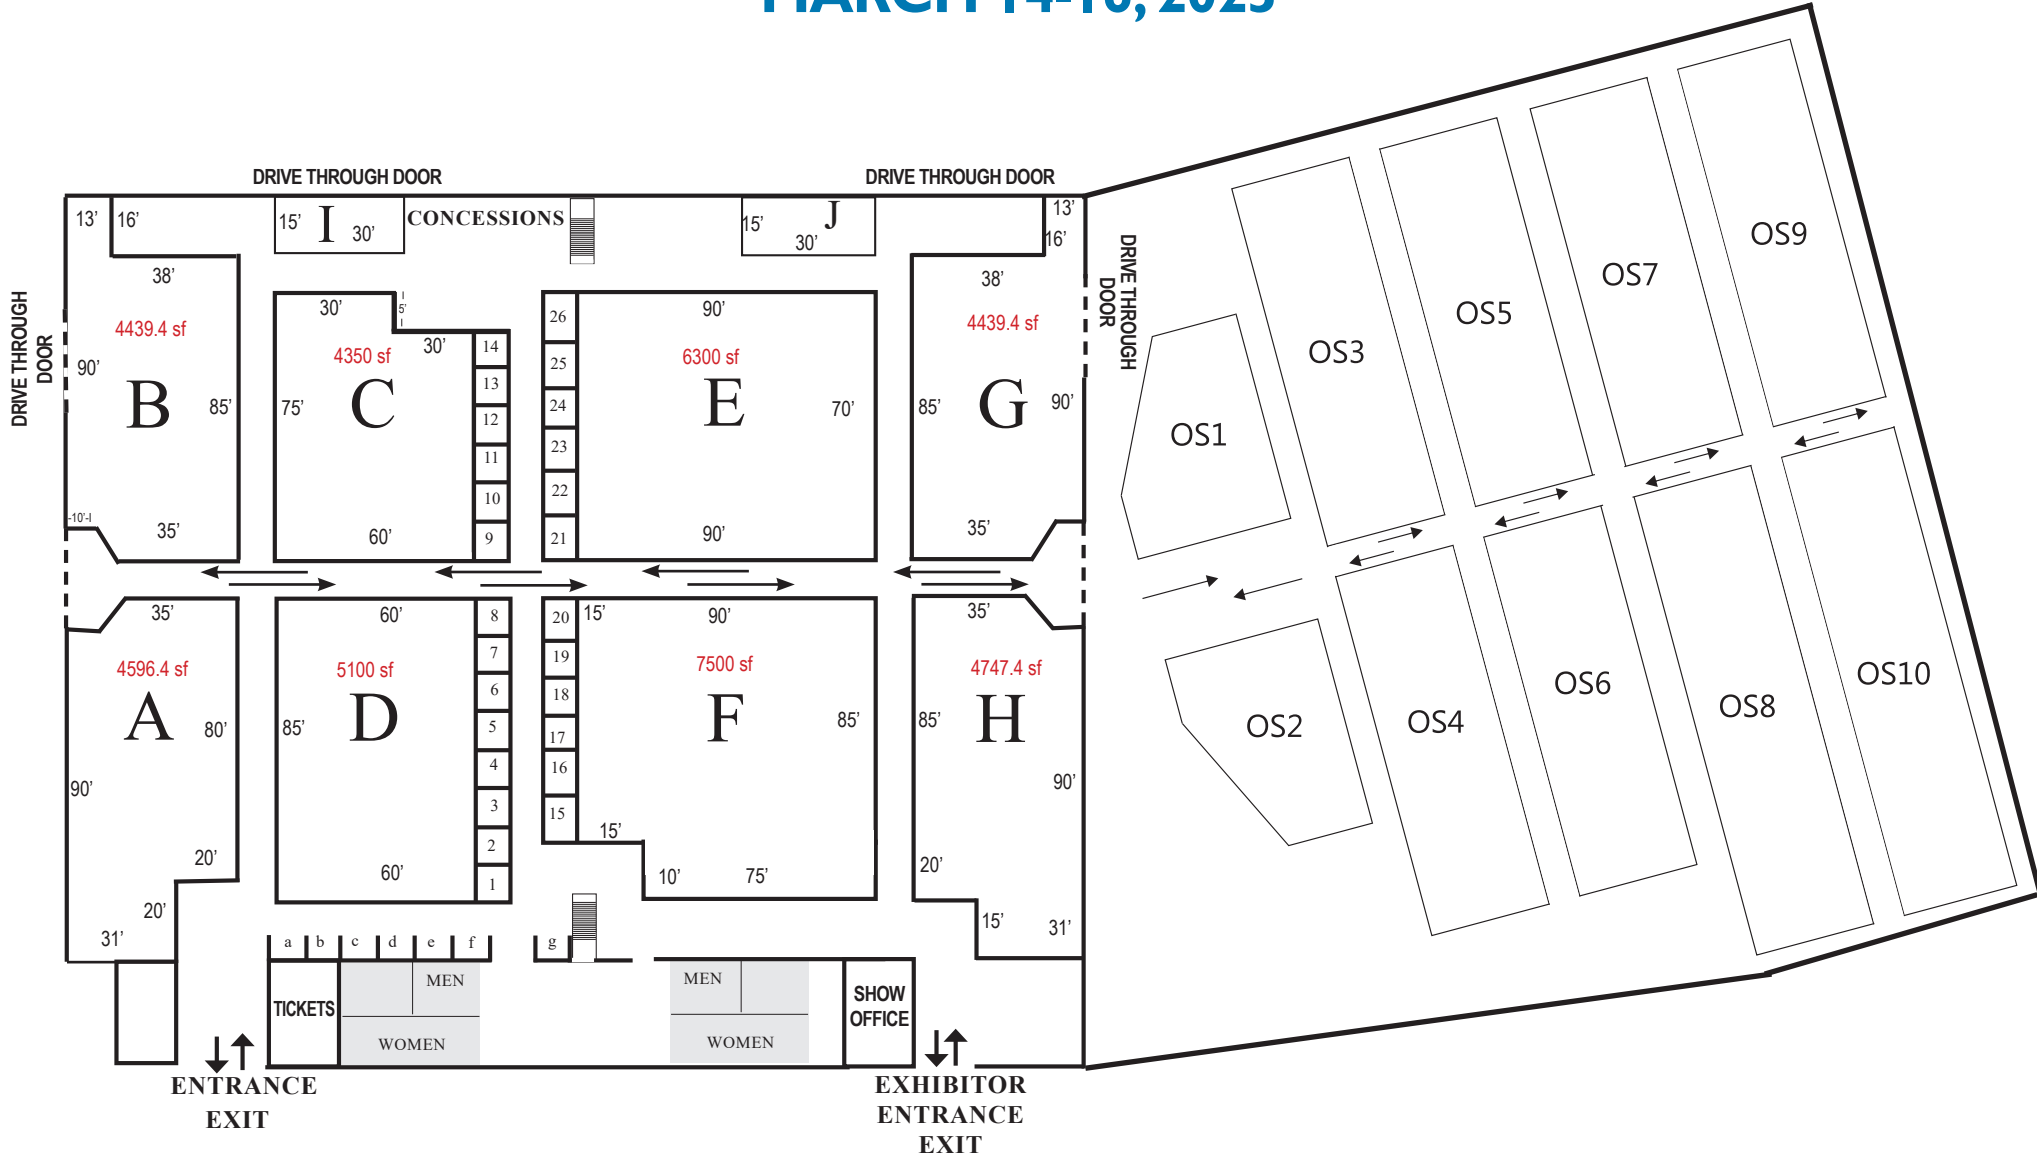 DRIVE THROUGH DOOR
DRIVE THROUGH DOOR
13’
16’
15’
I
30’
CONCESSIONS
15’
J
30’
13’
16’
DRIVE THROUGH
DOOR
DRIVE THROUGH
DOOR
38’
4439.4 sf
90’
B
85’
-10'-I
35’
30’
5’
30’
4350 sf
75’
C
60’
14
13
12
11
10
9
26
25
24
23
22
21
90’
6300 sf
E
70’
90’
38’
4439.4 sf
85’
G
90’
35’
35’
4596.4 sf
A
80’
90’
20’
20’
31’
60’
5100 sf
85’
D
60’
8
7
6
5
4
3
2
1
20
19
18
17
16
15
15’
90’
7500 sf
F
85’
15’
10’
75’
35’
4747.4 sf
85’
H
90’
20’
15’
31’
a
b
c
d
e
f
g
TICKETS
MEN
WOMEN
MEN
WOMEN
SHOW
OFFICE
ENTRANCE
EXIT
EXHIBITOR
ENTRANCE
EXIT
OS1
OS3
OS5
OS7
OS9
OS2
OS4
OS6
OS8
OS10